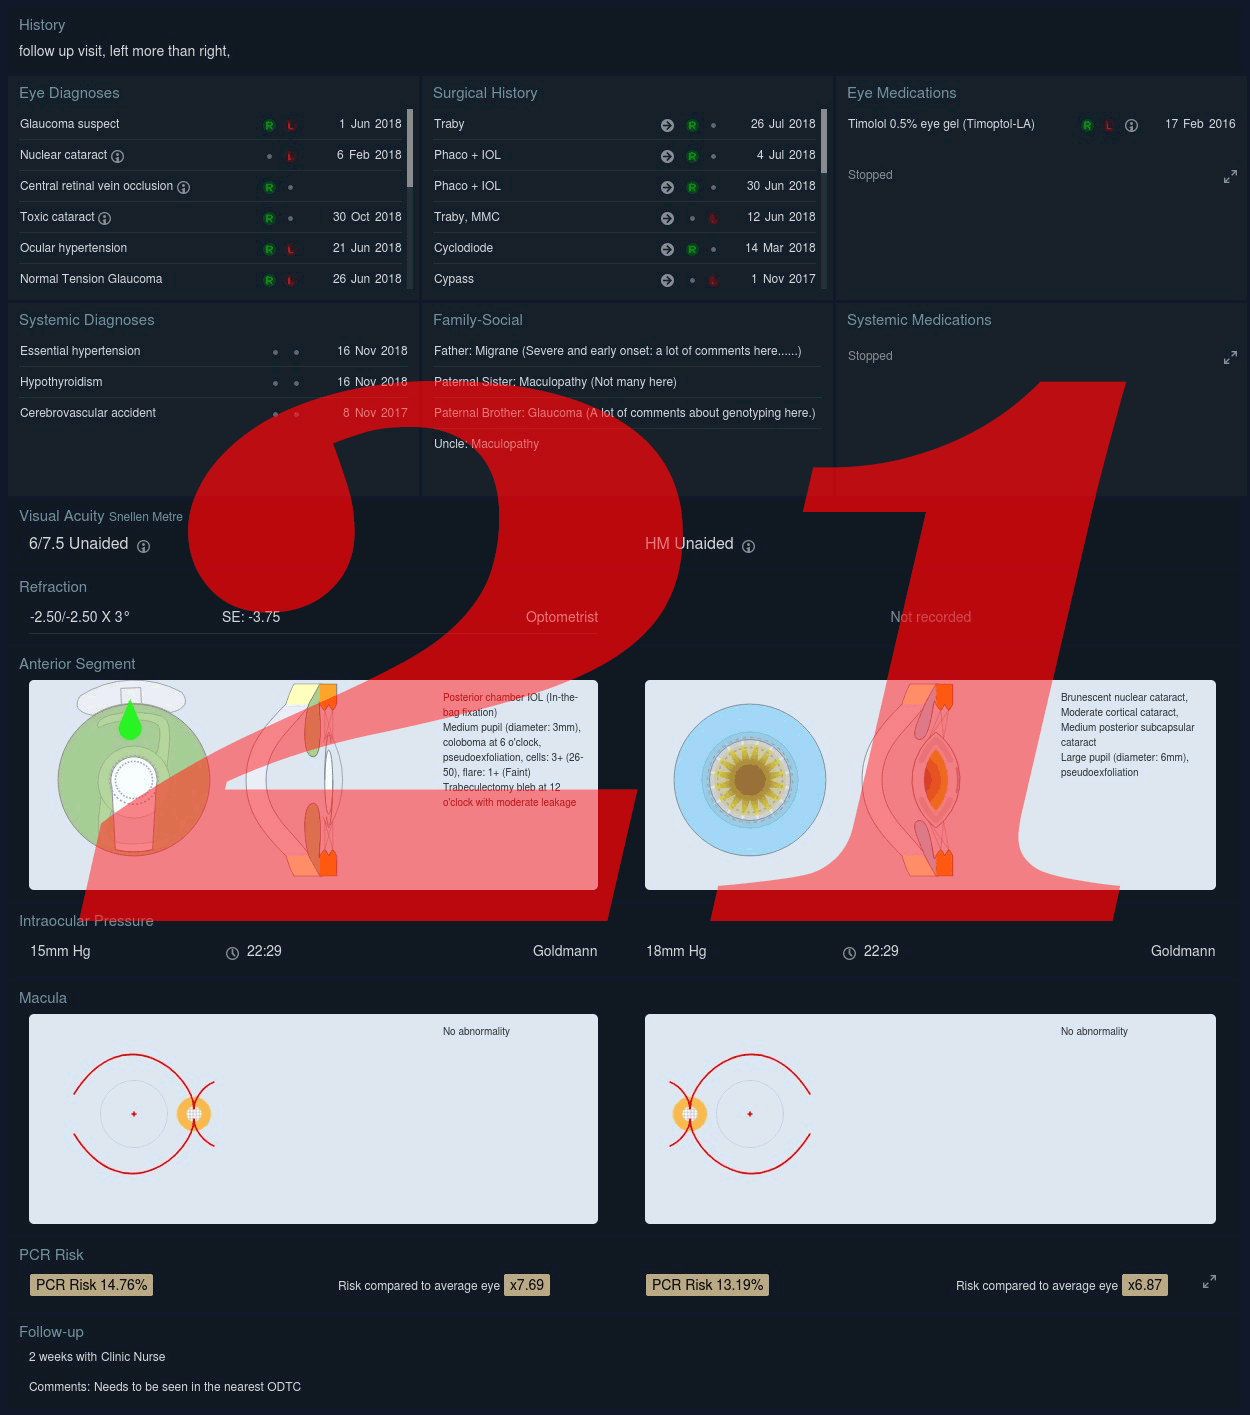 History
follow up visit, left more than right,
Eye Diagnoses
Glaucoma suspect R L 1 Jun 2018
Nuclear cataract L 6 Feb 2018
Central retinal vein occlusion R
Toxic cataract R 30 Oct 2018
Ocular hypertension R L 21 Jun 2018
Normal Tension Glaucoma R L 26 Jun 2018
Surgical History
Traby R 26 Jul 2018
Phaco + IOL R 4 Jul 2018
Phaco + IOL R 30 Jun 2018
Traby, MMC L 12 Jun 2018
Cyclodiode R 14 Mar 2018
Cypass L 1 Nov 2017
Eye Medications
Timolol 0.5% eye gel (Timoptol-LA) R L 17 Feb 2016
Stopped
Systemic Diagnoses
Essential hypertension 16 Nov 2018
Hypothyroidism 16 Nov 2018
Cerebrovascular accident 8 Nov 2017
Family-Social
Father: Migrane (Severe and early onset: a lot of comments here......)
Paternal Sister: Maculopathy (Not many here)
Paternal Brother: Glaucoma (A lot of comments about genotyping here.)
Uncle: Maculopathy
Systemic Medications
Stopped
21
Visual Acuity Snellen Metre
6/7.5 Unaided
HM Unaided
Refraction
-2.50/-2.50 X 3° SE: -3.75 Optometrist
Not recorded
Anterior Segment
Posterior chamber IOL (In-the-
bag fixation)
Medium pupil (diameter: 3mm),
coloboma at 6 o'clock,
pseudoexfoliation, cells: 3+ (26-
50), flare: 1+ (Faint)
Trabeculectomy bleb at 12
o'clock with moderate leakage
Brunescent nuclear cataract,
Moderate cortical cataract,
Medium posterior subcapsular
cataract
Large pupil (diameter: 6mm),
pseudoexfoliation
Intraocular Pressure
15mm Hg 22:29 Goldmann
18mm Hg 22:29 Goldmann
Macula
No abnormality
No abnormality
PCR Risk
PCR Risk 14.76% Risk compared to average eye x7.69
PCR Risk 13.19% Risk compared to average eye x6.87
Follow-up
2 weeks with Clinic Nurse
Comments: Needs to be seen in the nearest ODTC